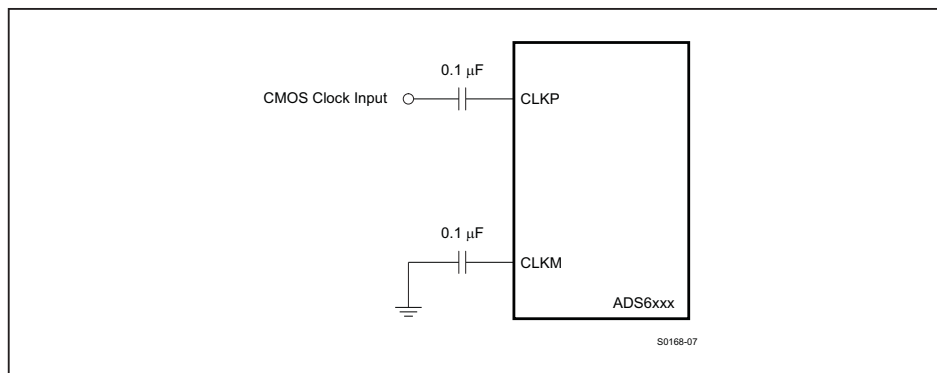 0.1 μF
CMOS Clock Input
CLKP
0.1 μF
CLKM
ADS6xxx
S0168-07